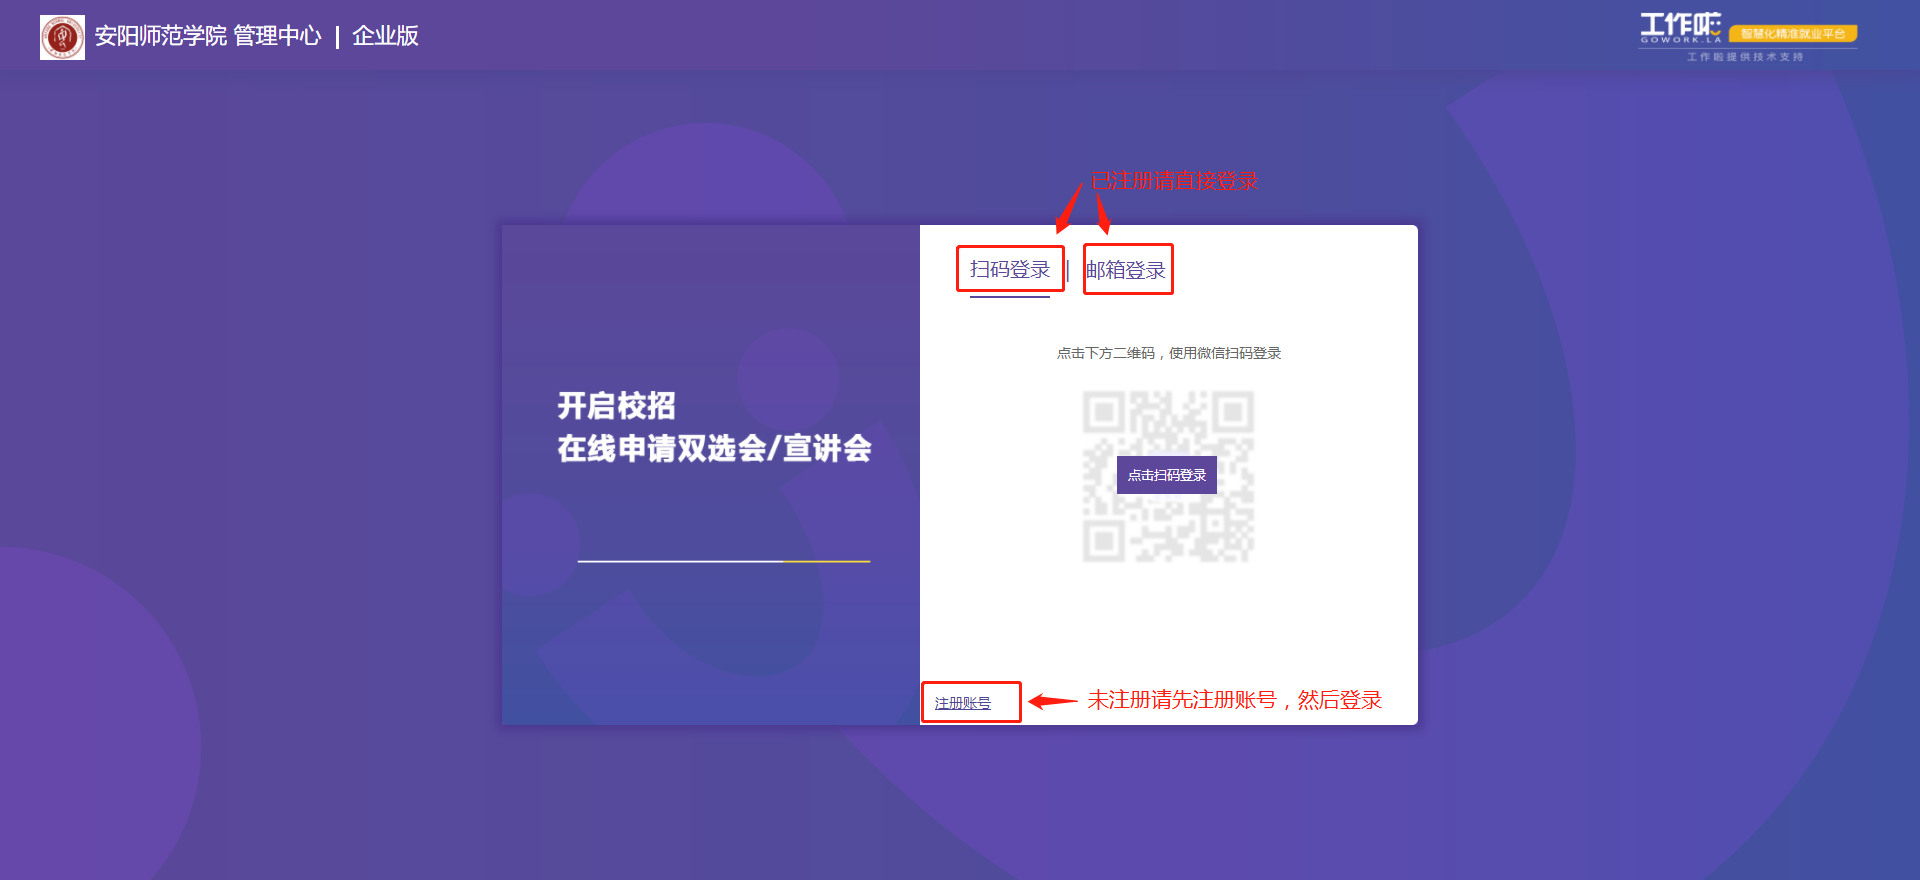 安阳师范学院 管理中心 | 企业版
工作啦
GOWORK.LA
智慧化精准就业平台
工作啦提供技术支持
已注册请直接登录
扫码登录 | 邮箱登录
点击下方二维码，使用微信扫码登录
点击扫码登录
开启校招
在线申请双选会/宣讲会
注册账号
未注册请先注册账号，然后登录